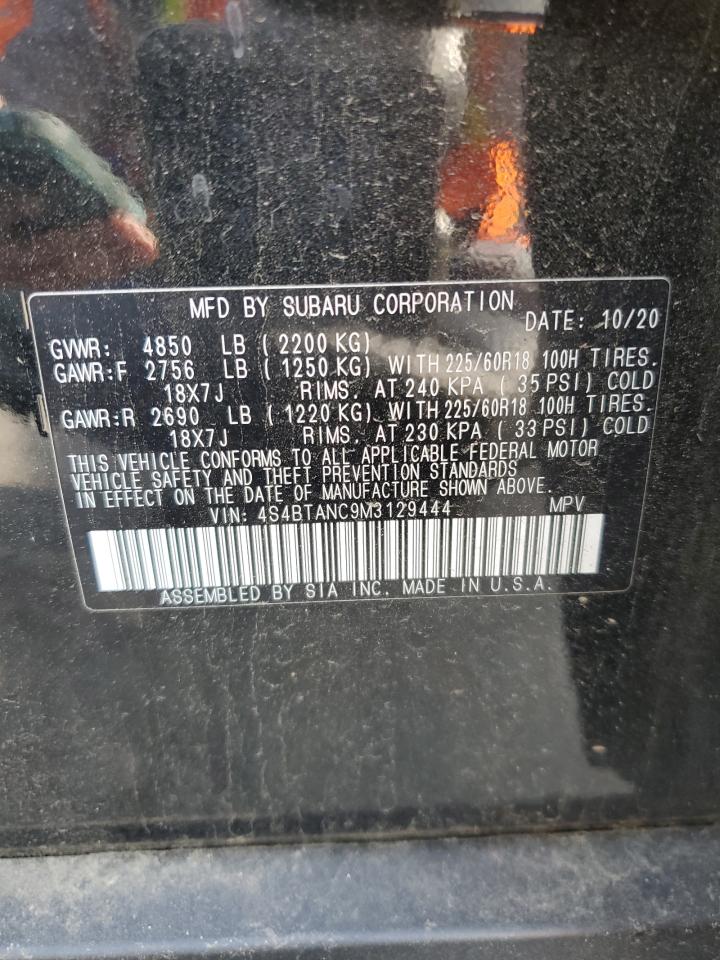 MFD BY SUBARU CORPORATION DATE: 10/20
GVWR: 4850 LB ( 2200 KG)
GAWR:F 2756 LB ( 1250 KG) WITH 225/60R18 100H TIRES.
18X7J RIMS. AT 240 KPA ( 35 PSI) COLD
GAWR:R 2690 LB ( 1220 KG) WITH 225/60R18 100H TIRES.
18X7J RIMS. AT 230 KPA ( 33 PSI) COLD
THIS VEHICLE CONFORMS TO ALL APPLICABLE FEDERAL MOTOR
VEHICLE SAFETY AND THEFT PREVENTION STANDARDS
IN EFFECT ON THE DATE OF MANUFACTURE SHOWN ABOVE.
VIN: 4S4BTANC9M3129444 MPV
ASSEMBLED BY SIA INC. MADE IN U.S.A.